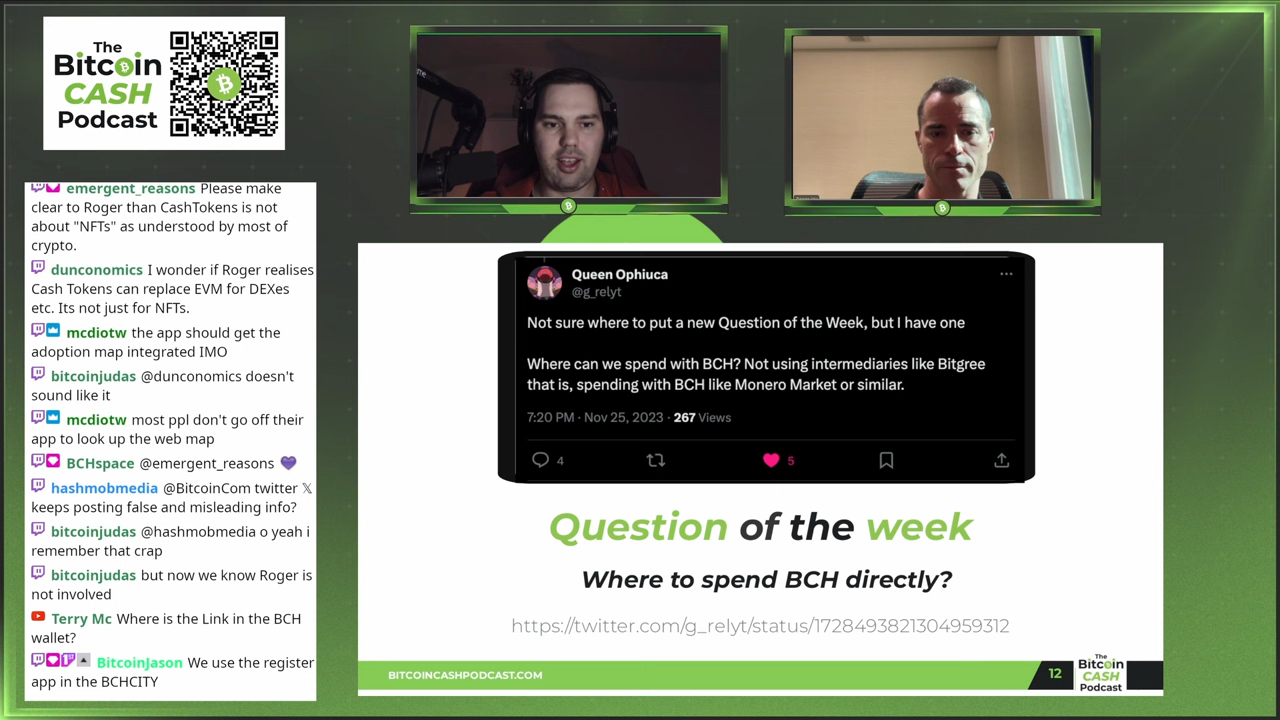 The
Bitcoin
CASH
Podcast
emergent_reasons Please make
clear to Roger than CashTokens is not
about "NFTs" as understood by most of
crypto.
dunconomics I wonder if Roger realises
Cash Tokens can replace EVM for DEXes
etc. Its not just for NFTs.
mcdiotw the app should get the
adoption map integrated IMO
bitcoinjudas @dunconomics doesn't
sound like it
mcdiotw most ppl don't go off their
app to look up the web map
BCHspace @emergent_reasons 💜
hashmobmedia @BitcoinCom twitter 𝕏
keeps posting false and misleading info?
bitcoinjudas @hashmobmedia o yeah i
remember that crap
bitcoinjudas but now we know Roger is
not involved
Terry Mc Where is the Link in the BCH
wallet?
BitcoinJason We use the register
app in the BCHCITY
Queen Ophiuca
@g_relyt
Not sure where to put a new Question of the Week, but I have one
Where can we spend with BCH? Not using intermediaries like Bitgree
that is, spending with BCH like Monero Market or similar.
7:20 PM · Nov 25, 2023 · 267 Views
4
5
Question of the week
Where to spend BCH directly?
https://twitter.com/g_relyt/status/1728493821304959312
BITCOINCASHPODCAST.COM
12
The
Bitcoin
CASH
Podcast